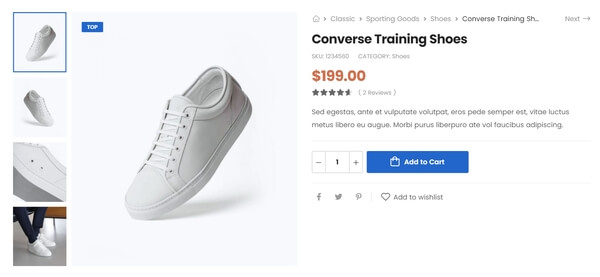 TOP
Classic > Sporting Goods > Shoes > Converse Training Sh...
Next →
Converse Training Shoes
SKU: 1234560 CATEGORY: Shoes
$199.00
( 2 Reviews )
Sed egestas, ante et vulputate volutpat, eros pede semper est, vitae luctus
metus libero eu augue. Morbi purus liberpuro ate vol faucibus adipiscing.
− 1 + Add to Cart
Add to wishlist